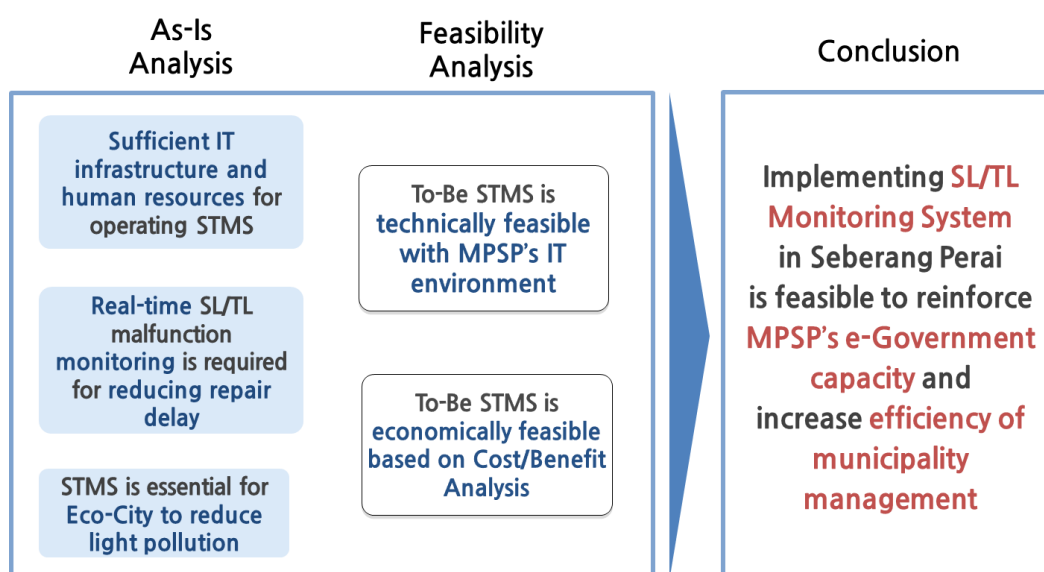 As-Is
Analysis
Sufficient IT
infrastructure and
human resources for
operating STMS
Real-time SL/TL
malfunction
monitoring is required
for reducing repair
delay
STMS is essential for
Eco-City to reduce
light pollution
Feasibility
Analysis
To-Be STMS is
technically feasible
with MPSP's IT
environment
To-Be STMS is
economically feasible
based on Cost/Benefit
Analysis
Conclusion
Implementing SL/TL
Monitoring System
in Seberang Perai
is feasible to reinforce
MPSP's e-Government
capacity and
increase efficiency of
municipality
management